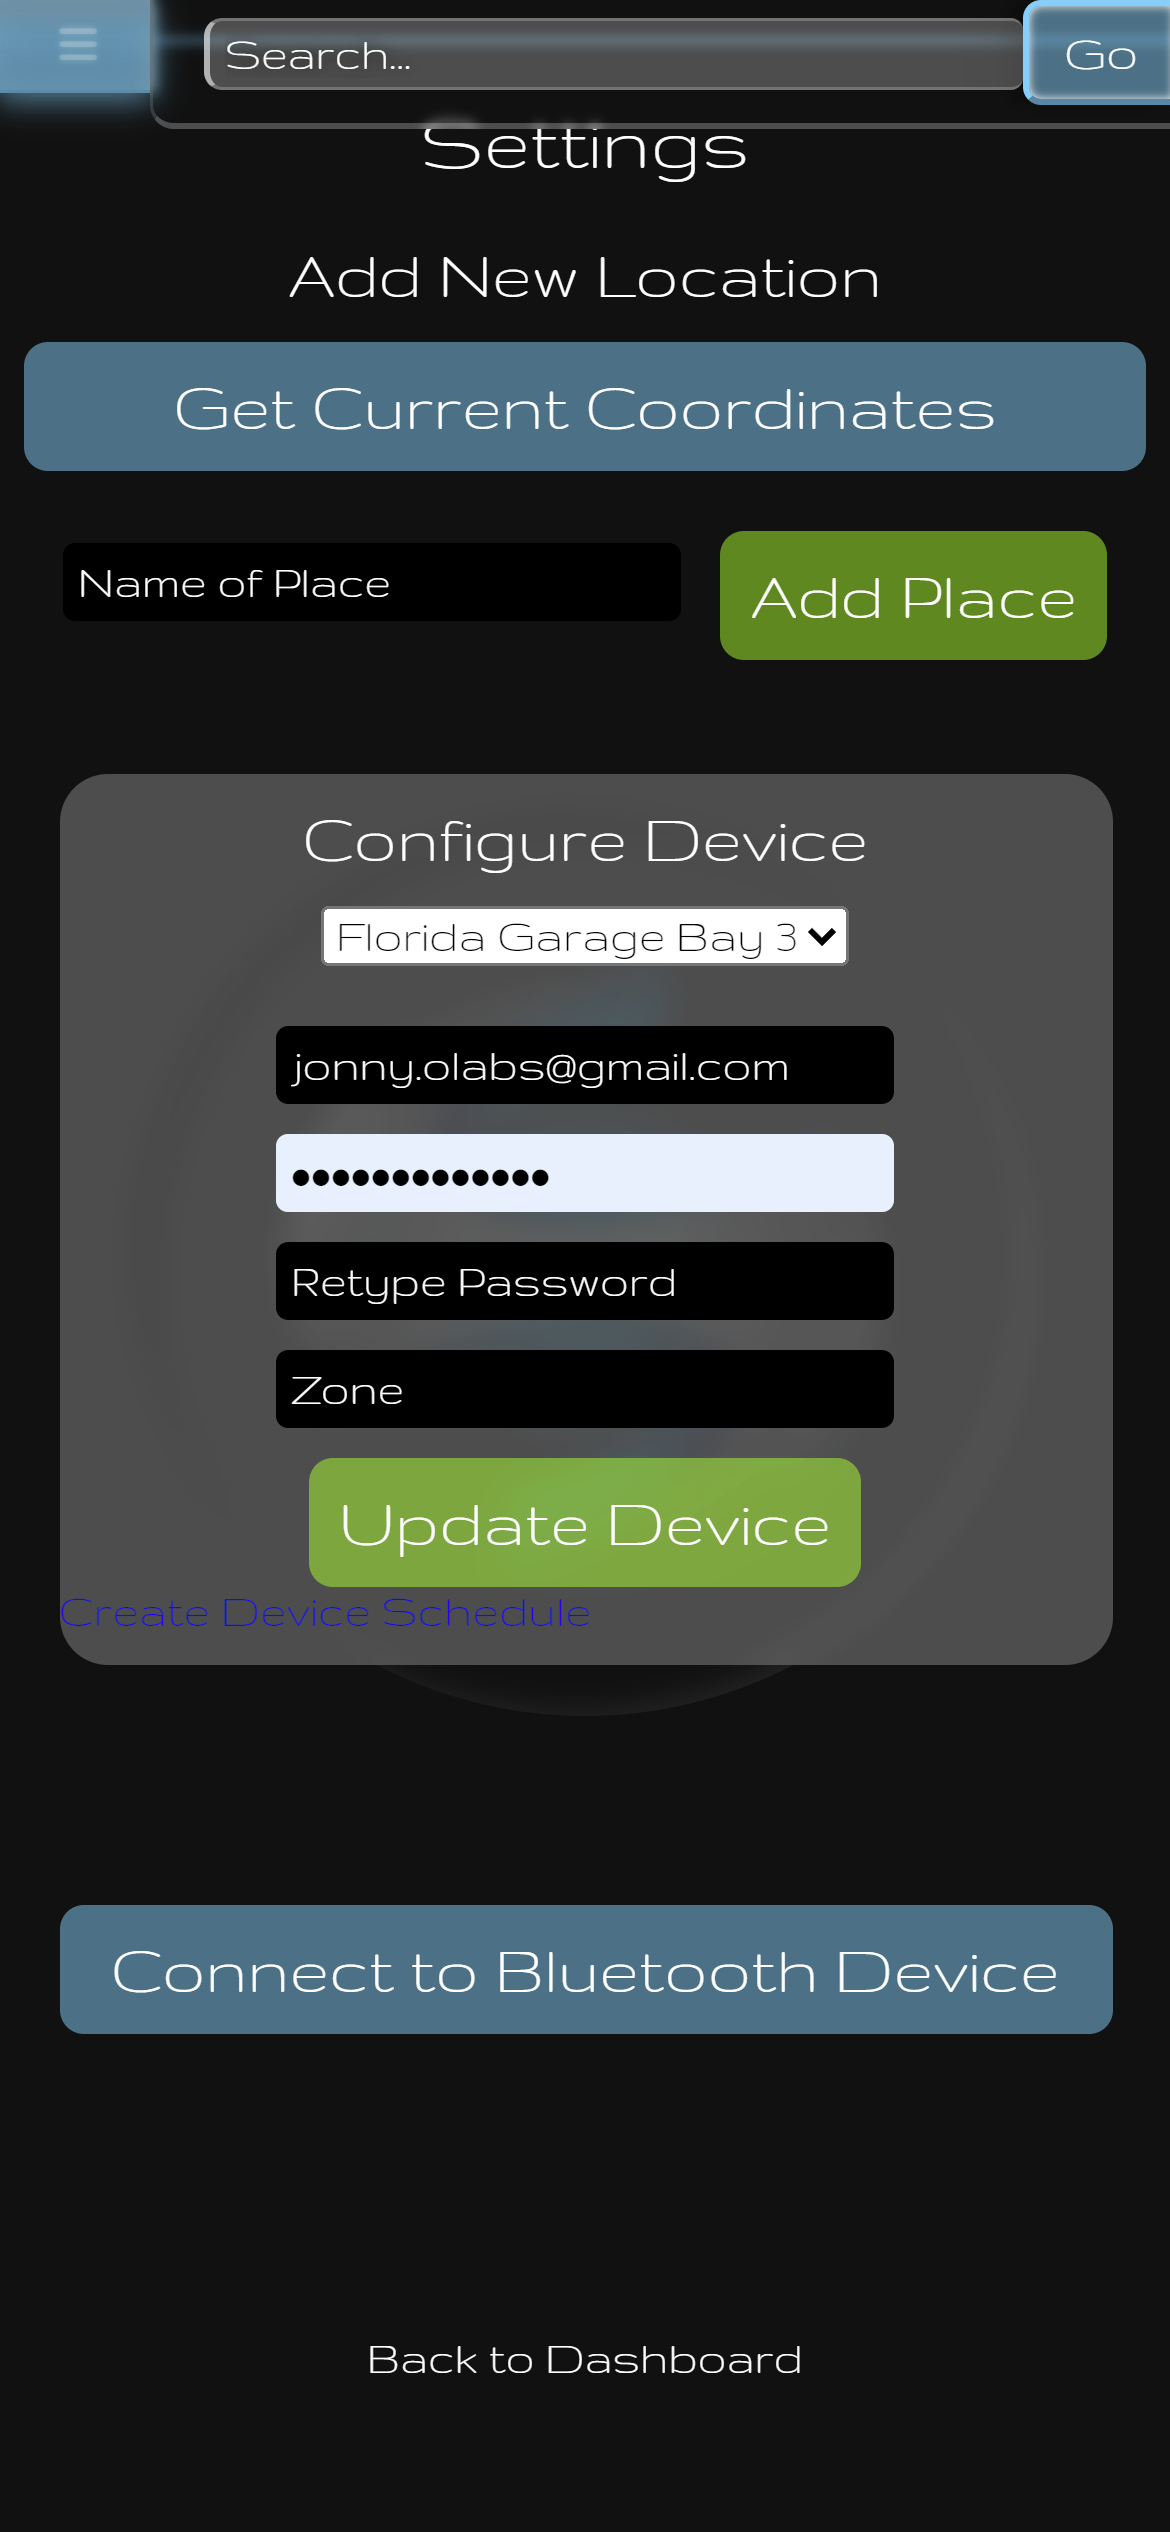 Search...
Go
Settings
Add New Location
Get Current Coordinates
Name of Place
Add Place
Configure Device
Florida Garage Bay 3
jonny.olabs@gmail.com
•••••••••••••
Retype Password
Zone
Update Device
Create Device Schedule
Connect to Bluetooth Device
Back to Dashboard